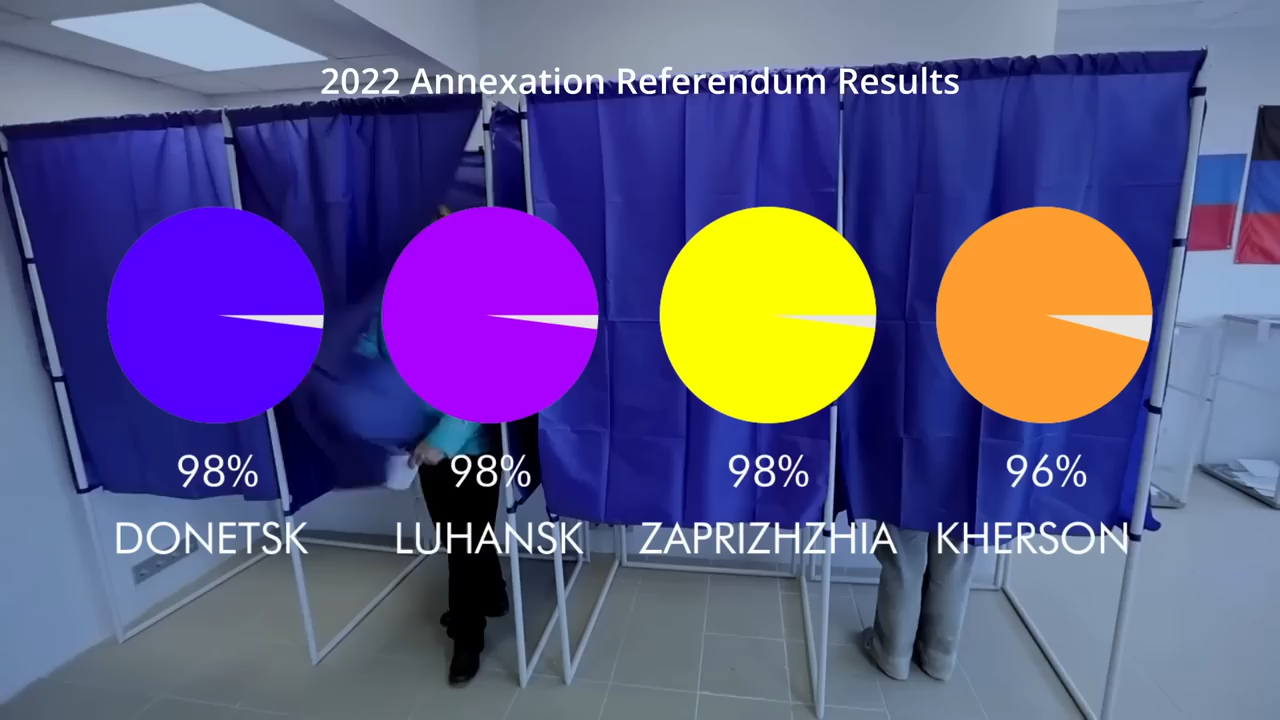 2022 Annexation Referendum Results
98%
98%
98%
96%
DONETSK
LUHANSK
ZAPRIZHZHIA
KHERSON